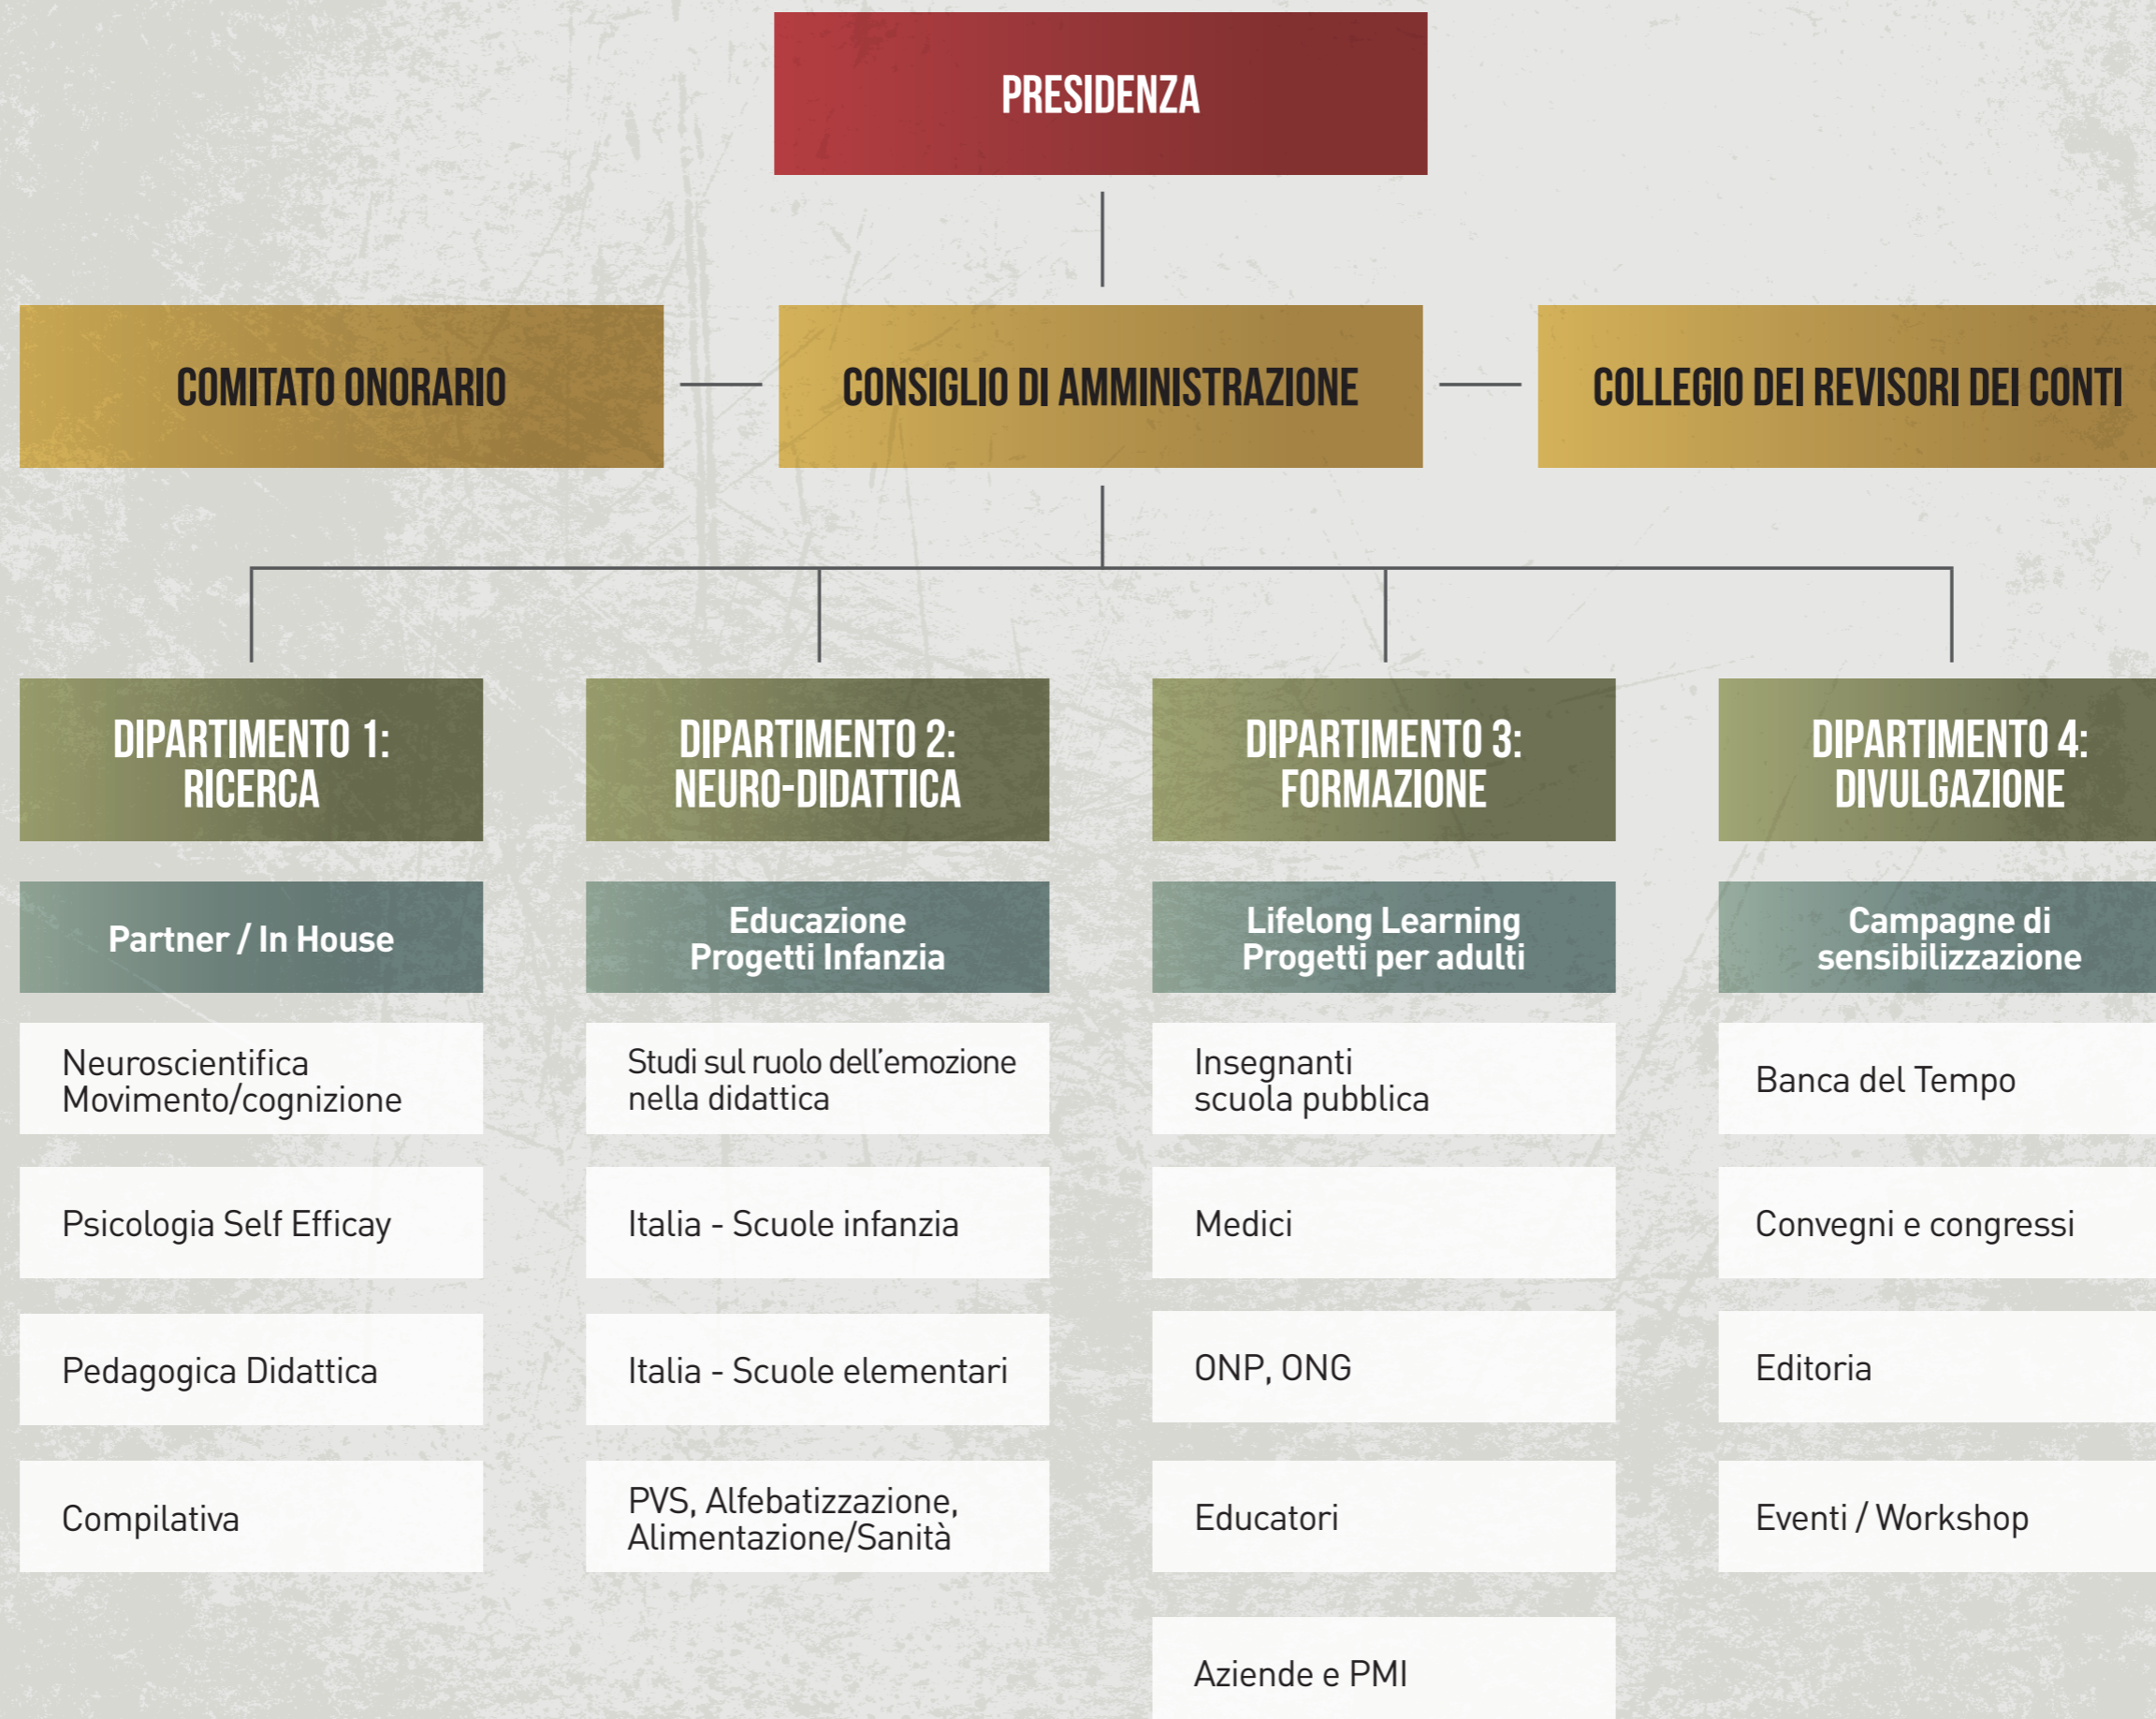 PRESIDENZA
COMITATO ONORARIO
CONSIGLIO DI AMMINISTRAZIONE
COLLEGIO DEI REVISORI DEI CONTI
DIPARTIMENTO 1:
RICERCA
Partner / In House
Neuroscientifica
Movimento/cognizione
Psicologia Self Efficay
Pedagogica Didattica
Compilativa
DIPARTIMENTO 2:
NEURO-DIDATTICA
Educazione
Progetti Infanzia
Studi sul ruolo dell'emozione
nella didattica
Italia - Scuole infanzia
Italia - Scuole elementari
PVS, Alfebatizzazione,
Alimentazione/Sanità
DIPARTIMENTO 3:
FORMAZIONE
Lifelong Learning
Progetti per adulti
Insegnanti
scuola pubblica
Medici
ONP, ONG
Educatori
Aziende e PMI
DIPARTIMENTO 4:
DIVULGAZIONE
Campagne di
sensibilizzazione
Banca del Tempo
Convegni e congressi
Editoria
Eventi / Workshop